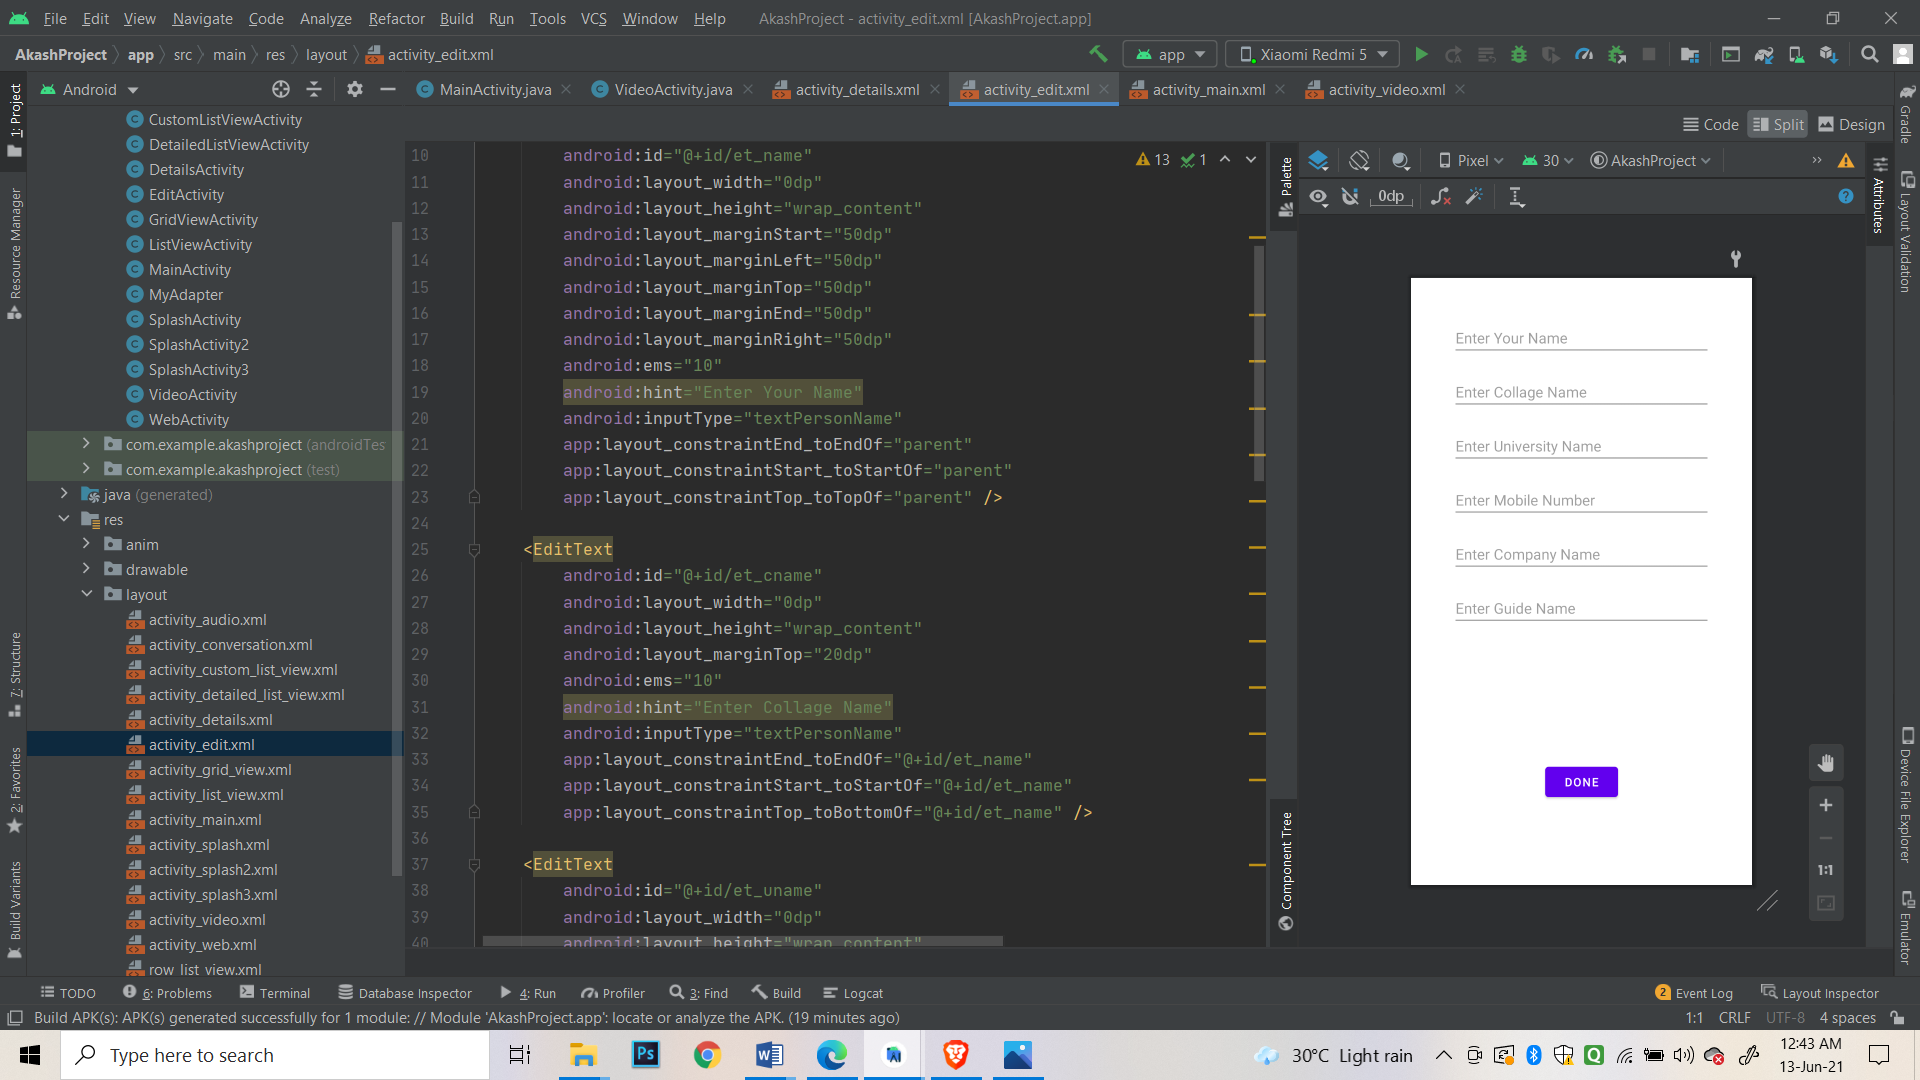 File Edit View Navigate Code Analyze Refactor Build Run Tools VCS Window Help AkashProject - activity_edit.xml [AkashProject.app]
AkashProject app src main res layout activity_edit.xml app Xiaomi Redmi 5
Android MainActivity.java VideoActivity.java activity_details.xml activity_edit.xml activity_main.xml activity_video.xml
Code Split Design
1: Project
Resource Manager
7: Structure
2: Favorites
Build Variants
CustomListViewActivity
DetailedListViewActivity
DetailsActivity
EditActivity
GridViewActivity
ListViewActivity
MainActivity
MyAdapter
SplashActivity
SplashActivity2
SplashActivity3
VideoActivity
WebActivity
com.example.akashproject (androidTes
com.example.akashproject (test)
java (generated)
res
anim
drawable
layout
activity_audio.xml
activity_conversation.xml
activity_custom_list_view.xml
activity_detailed_list_view.xml
activity_details.xml
activity_edit.xml
activity_grid_view.xml
activity_list_view.xml
activity_main.xml
activity_splash.xml
activity_splash2.xml
activity_splash3.xml
activity_video.xml
activity_web.xml
row_list_view.xml
13 1
10 android:id="@+id/et_name"
11 android:layout_width="0dp"
12 android:layout_height="wrap_content"
13 android:layout_marginStart="50dp"
14 android:layout_marginLeft="50dp"
15 android:layout_marginTop="50dp"
16 android:layout_marginEnd="50dp"
17 android:layout_marginRight="50dp"
18 android:ems="10"
19 android:hint="Enter Your Name"
20 android:inputType="textPersonName"
21 app:layout_constraintEnd_toEndOf="parent"
22 app:layout_constraintStart_toStartOf="parent"
23 app:layout_constraintTop_toTopOf="parent" />
24
25 <EditText
26 android:id="@+id/et_cname"
27 android:layout_width="0dp"
28 android:layout_height="wrap_content"
29 android:layout_marginTop="20dp"
30 android:ems="10"
31 android:hint="Enter Collage Name"
32 android:inputType="textPersonName"
33 app:layout_constraintEnd_toEndOf="@+id/et_name"
34 app:layout_constraintStart_toStartOf="@+id/et_name"
35 app:layout_constraintTop_toBottomOf="@+id/et_name" />
36
37 <EditText
38 android:id="@+id/et_uname"
39 android:layout_width="0dp"
40 android:layout_height="wrap_content"
Palette
Component Tree
Pixel 30 AkashProject
0dp
Enter Your Name
Enter Collage Name
Enter University Name
Enter Mobile Number
Enter Company Name
Enter Guide Name
DONE
1:1
Attributes
Gradle
Layout Validation
Device File Explorer
Emulator
TODO 6: Problems Terminal Database Inspector 4: Run Profiler 3: Find Build Logcat 2 Event Log Layout Inspector
Build APK(s): APK(s) generated successfully for 1 module: // Module 'AkashProject.app': locate or analyze the APK. (19 minutes ago) 1:1 CRLF UTF-8 4 spaces
Type here to search Ps 30°C Light rain 12:43 AM
13-Jun-21